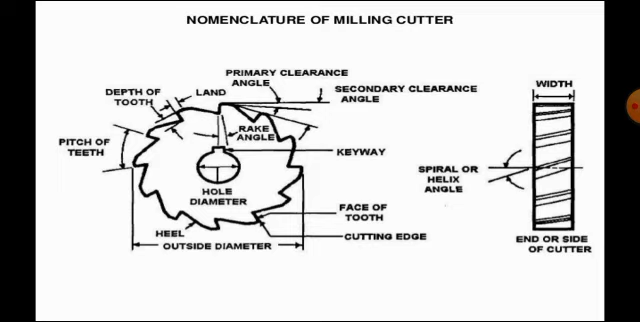 NOMENCLATURE OF MILLING CUTTER
PRIMARY CLEARANCE
ANGLE
SECONDARY CLEARANCE
ANGLE
DEPTH OF
TOOTH
LAND
WIDTH
RAKE
ANGLE
PITCH OF
TEETH
KEYWAY
SPIRAL OR
HELIX
ANGLE
HOLE
DIAMETER
FACE OF
TOOTH
HEEL
CUTTING EDGE
OUTSIDE DIAMETER
END OR SIDE
OF CUTTER